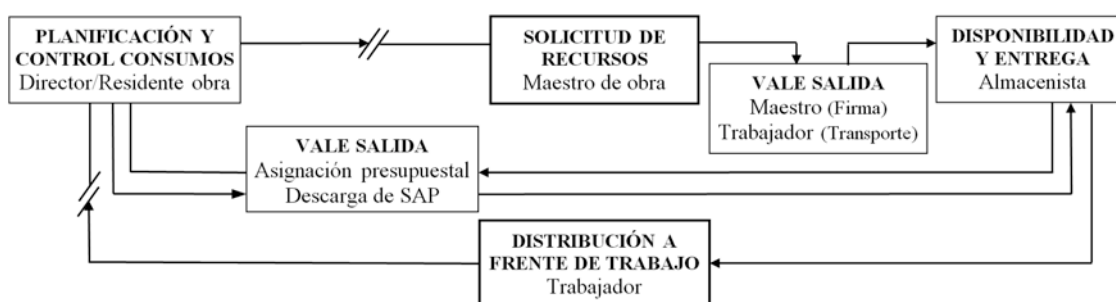 PLANIFICACIÓN Y
CONTROL CONSUMOS
Director/Residente obra
SOLICITUD DE
RECURSOS
Maestro de obra
VALE SALIDA
Maestro (Firma)
Trabajador (Transporte)
DISPONIBILIDAD
Y ENTREGA
Almacenista
VALE SALIDA
Asignación presupuestal
Descarga de SAP
DISTRIBUCIÓN A
FRENTE DE TRABAJO
Trabajador